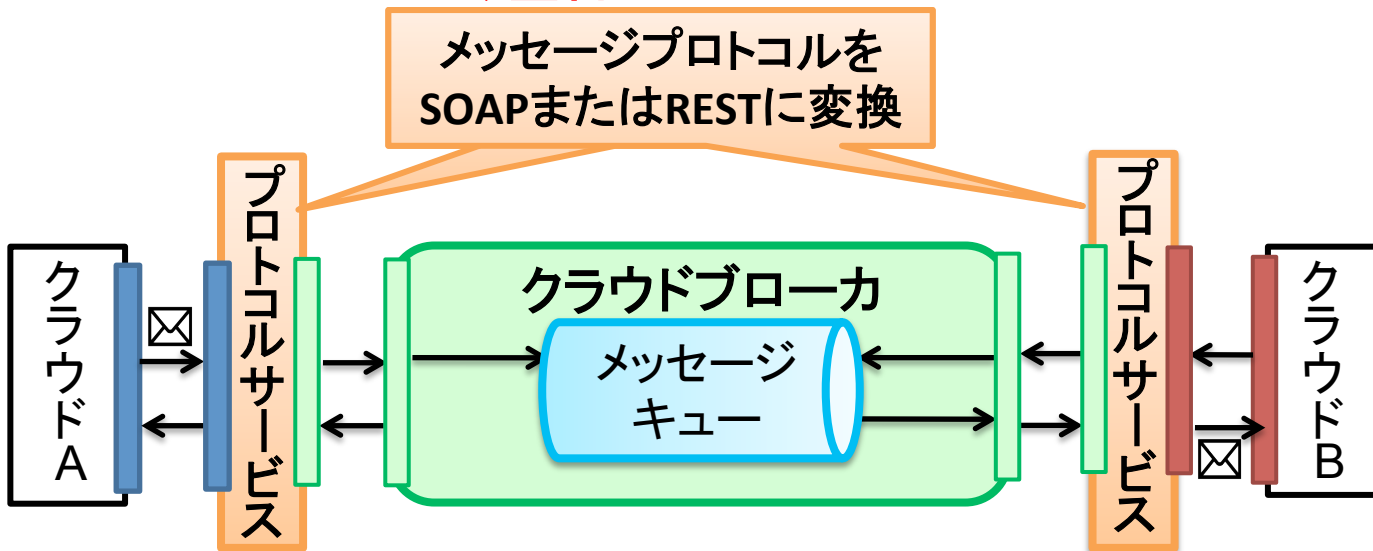 メッセージプロトコルを
SOAPまたはRESTに変換
プロトコルサービス
プロトコルサービス
クラウドA
クラウドブローカ
メッセージ
キュー
クラウドB